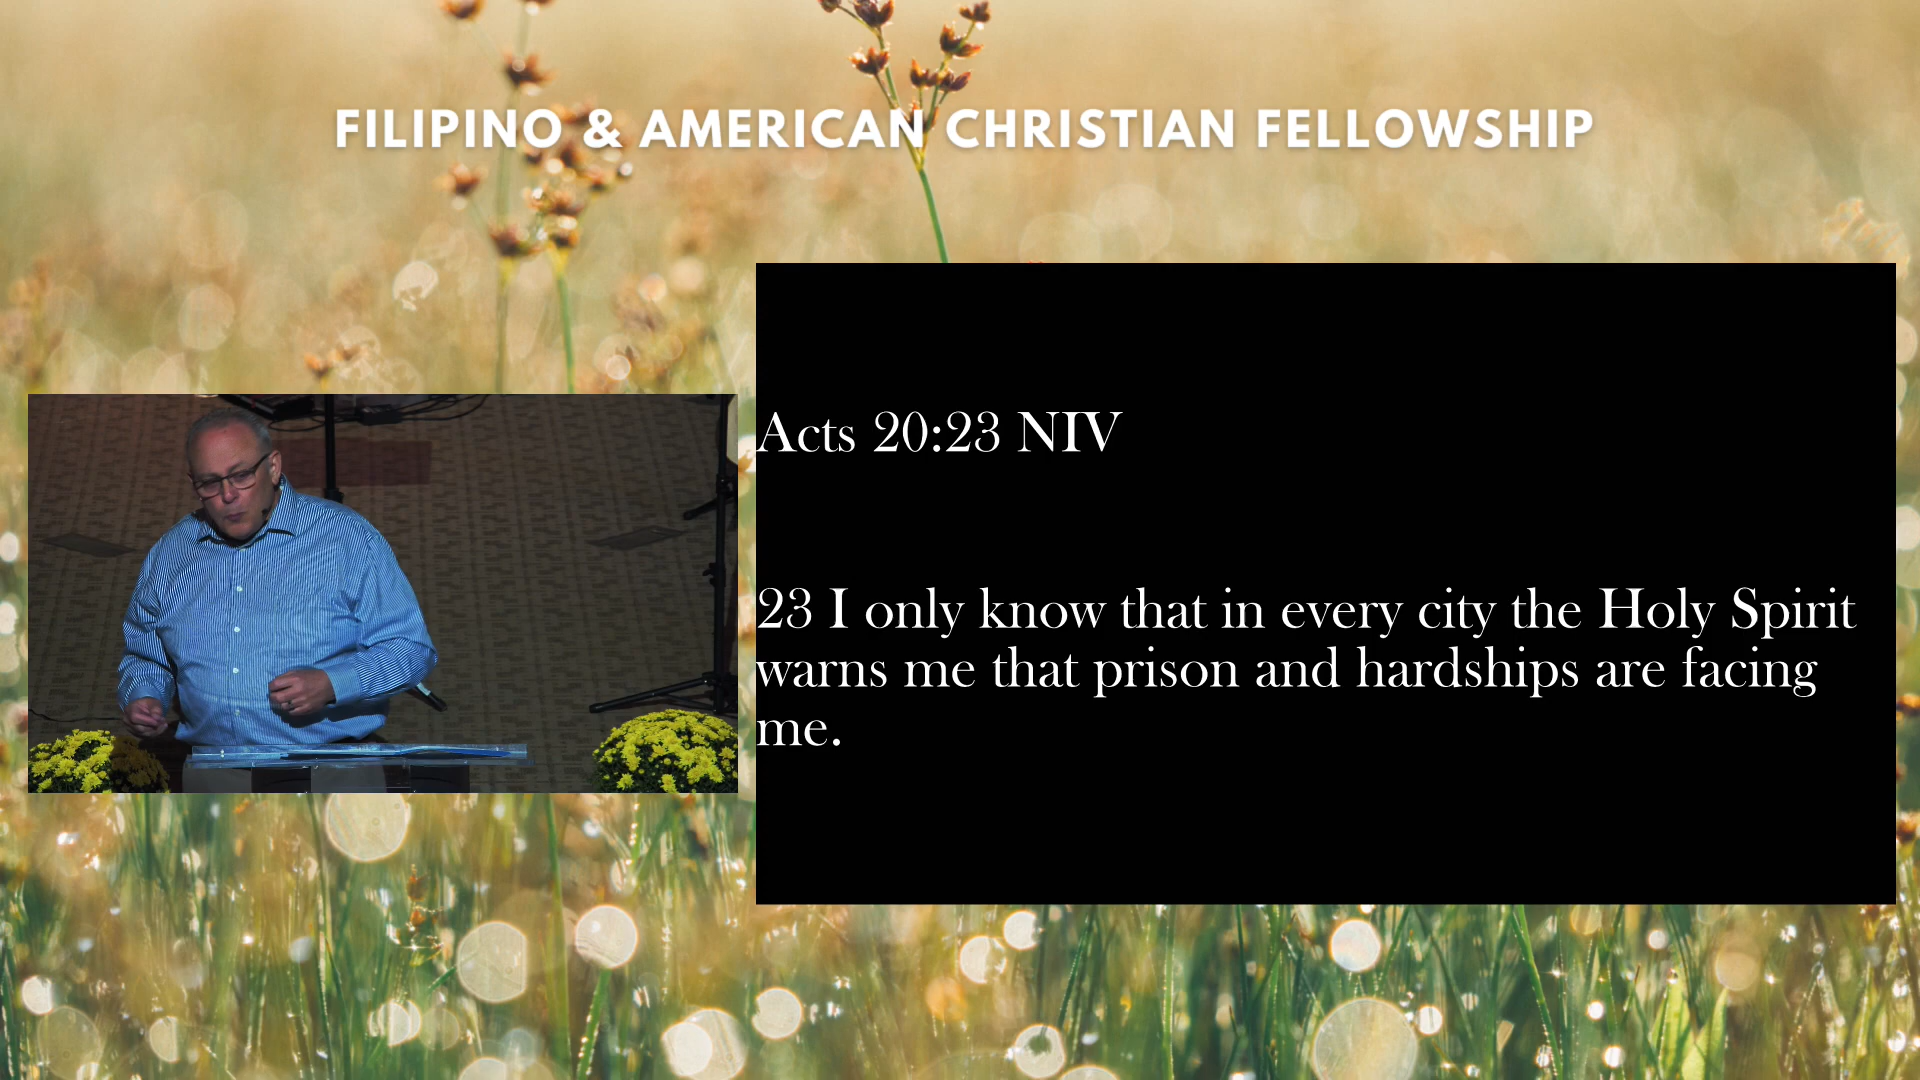 FILIPINO & AMERICAN CHRISTIAN FELLOWSHIP
Acts 20:23 NIV
23 I only know that in every city the Holy Spirit
warns me that prison and hardships are facing
me.